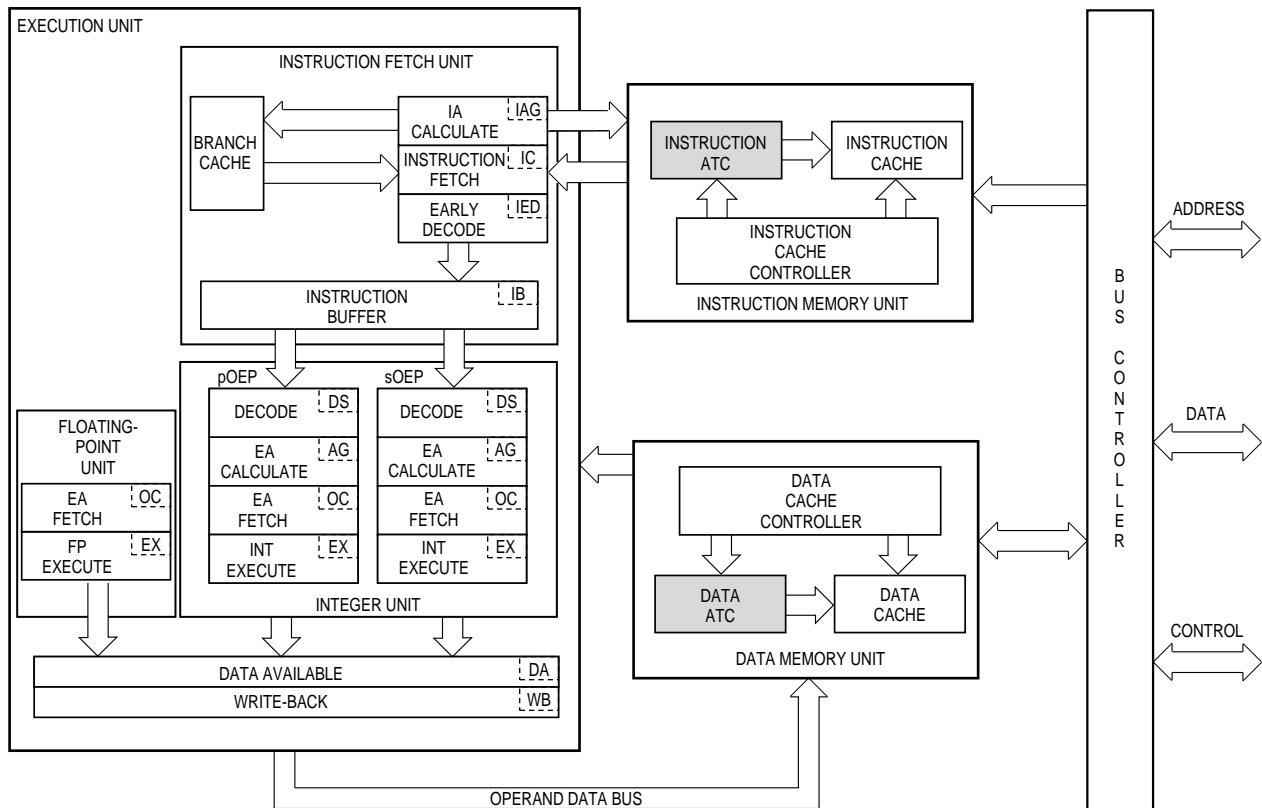 EXECUTION UNIT
INSTRUCTION FETCH UNIT
BRANCH
CACHE
IA
CALCULATE
IAG
INSTRUCTION
FETCH
IC
EARLY
DECODE
IED
INSTRUCTION
BUFFER
IB
INSTRUCTION
ATC
INSTRUCTION
CACHE
INSTRUCTION
CACHE
CONTROLLER
INSTRUCTION MEMORY UNIT
pOEP
sOEP
DECODE
DS
DECODE
DS
EA
CALCULATE
AG
EA
CALCULATE
AG
EA
FETCH
OC
EA
FETCH
OC
INT
EXECUTE
EX
INT
EXECUTE
EX
INTEGER UNIT
FLOATING-
POINT
UNIT
EA
FETCH
OC
FP
EXECUTE
EX
DATA AVAILABLE
DA
WRITE-BACK
WB
DATA
CACHE
CONTROLLER
DATA
ATC
DATA
CACHE
DATA MEMORY UNIT
OPERAND DATA BUS
BUS CONTROLLER
ADDRESS
DATA
CONTROL